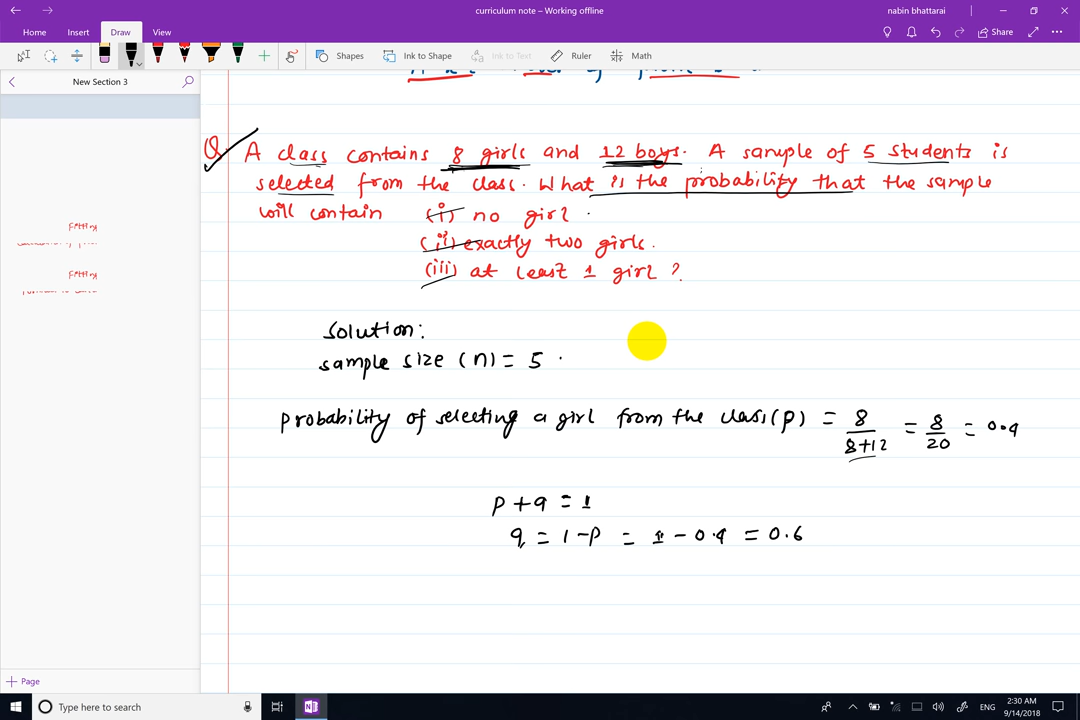 curriculum note – Working offline
nabin bhattarai
Home Insert Draw View
Share
Shapes Ink to Shape Ink to Text Ruler Math
New Section 3
Q. A class contains 8 girls and 12 boys. A sample of 5 students is
selected from the class. What is the probability that the sample
will contain (i) no girl.
(ii) exactly two girls.
(iii) at least 1 girl ?
Solution:
sample size (n) = 5
probability of selecting a girl from the class (p) = 8/8+12 = 8/20 = 0.4
p + q = 1
q = 1 - p = 1 - 0.4 = 0.6
Page
Type here to search
ENG
2:30 AM
9/14/2018